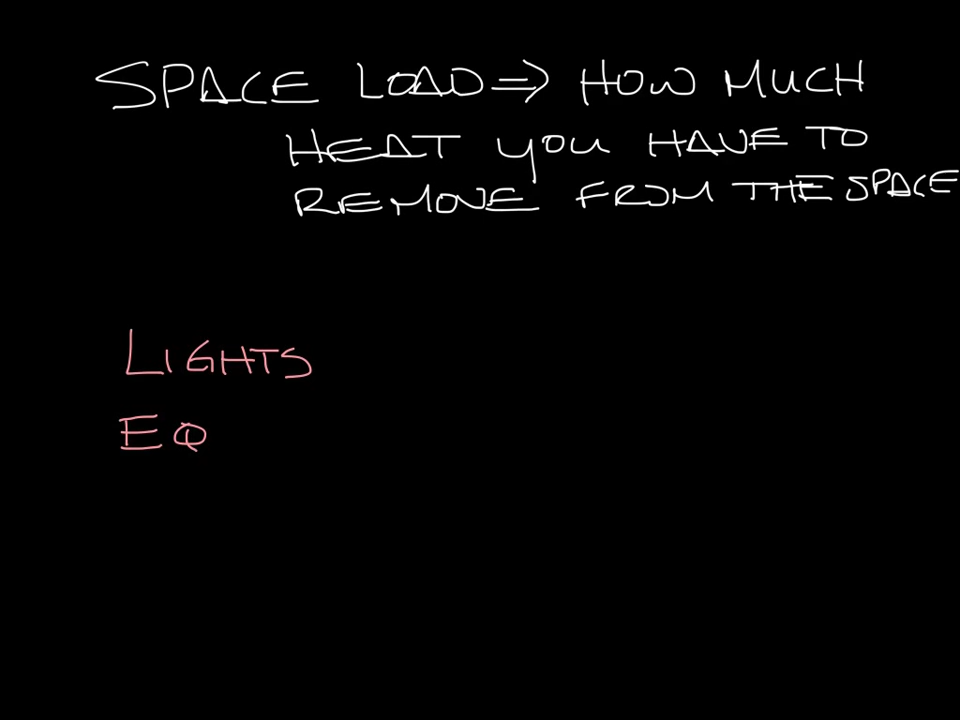 SPACE LOAD ⇒ HOW MUCH
HEAT YOU HAVE TO
REMOVE FROM THE SPACE
LIGHTS
EQ